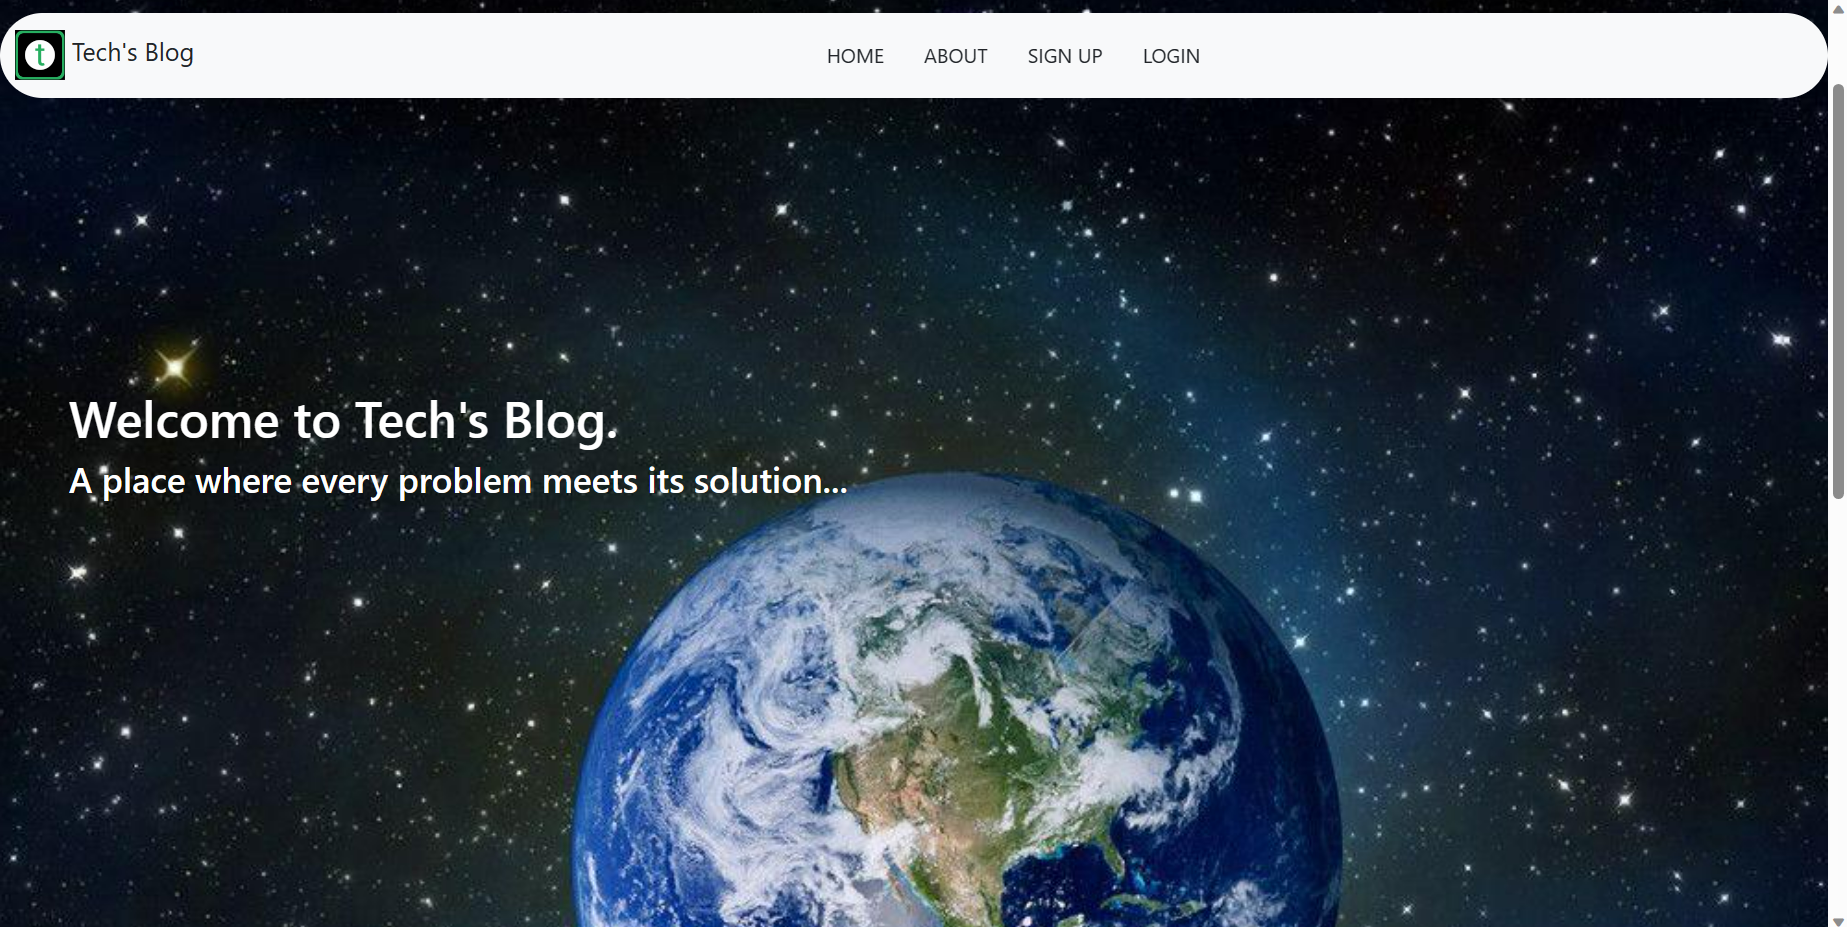 t Tech's Blog
HOME ABOUT SIGN UP LOGIN
Welcome to Tech's Blog.
A place where every problem meets its solution...